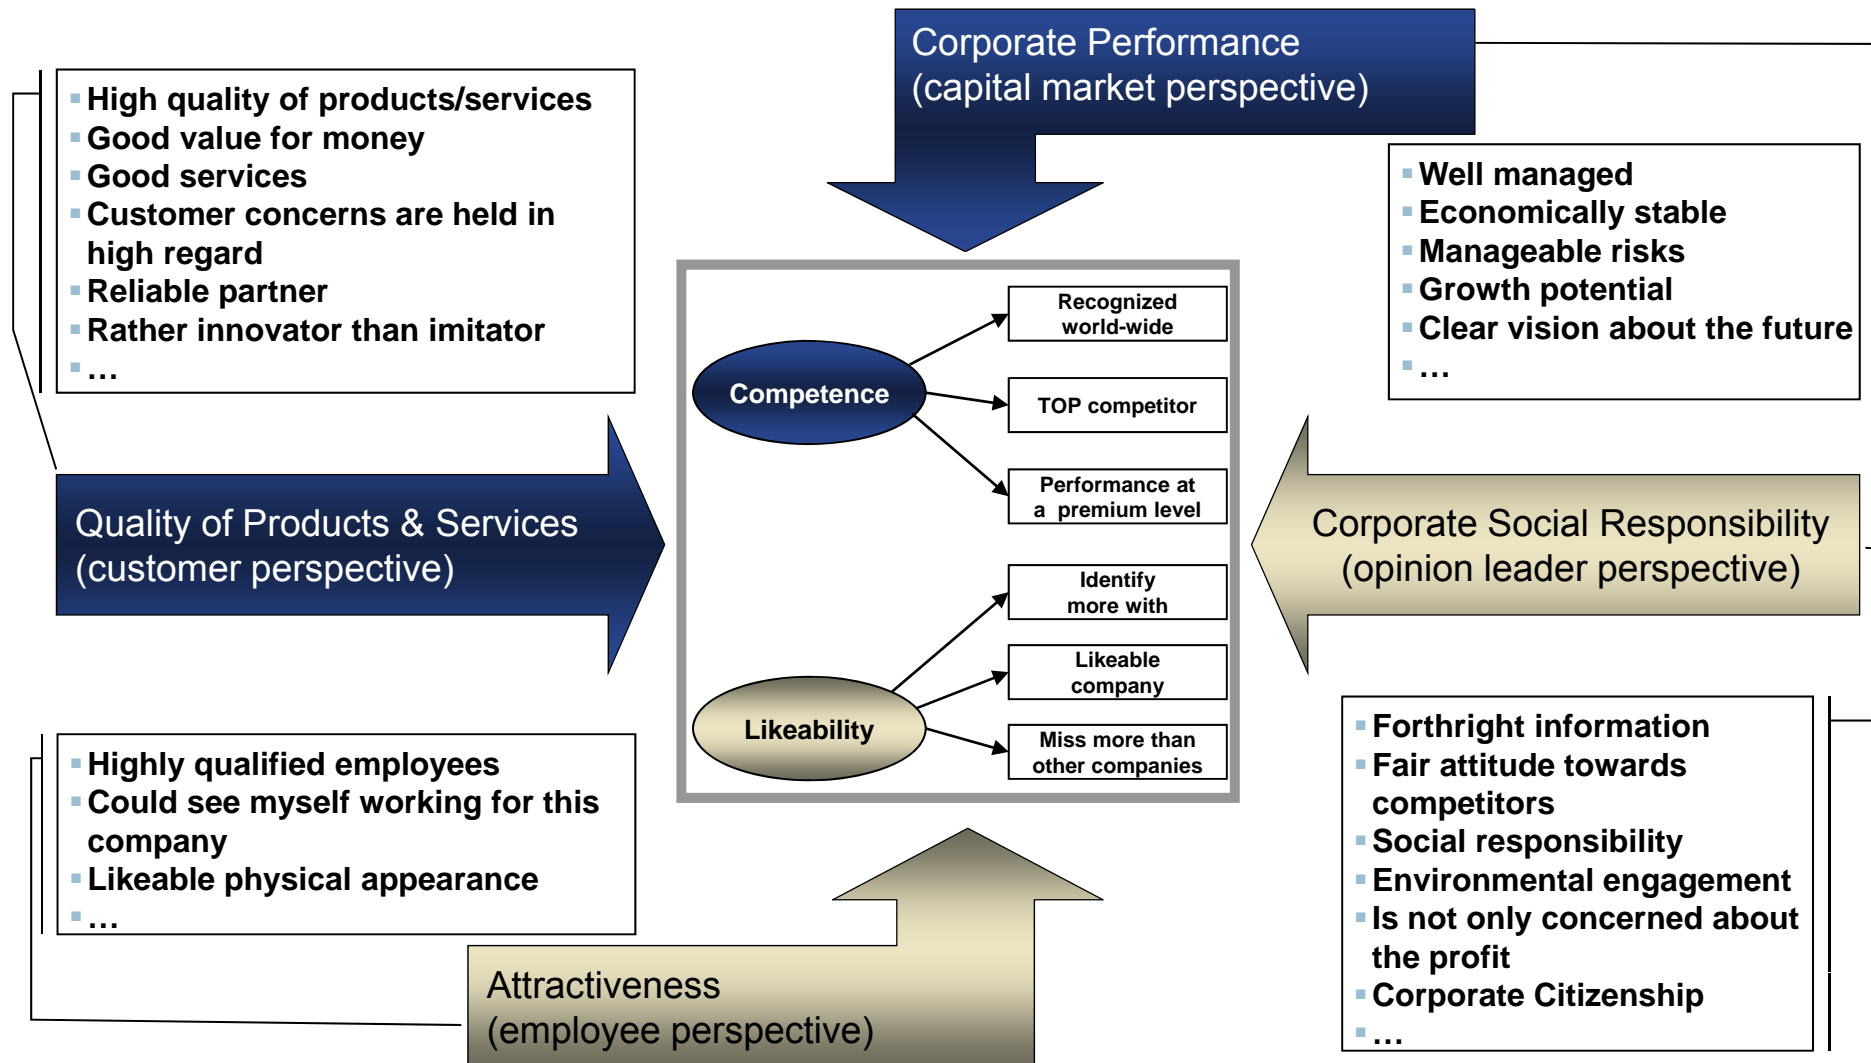 Corporate Performance
(capital market perspective)
▪ High quality of products/services
▪ Good value for money
▪ Good services
▪ Customer concerns are held in
high regard
▪ Reliable partner
▪ Rather innovator than imitator
▪ …
▪ Well managed
▪ Economically stable
▪ Manageable risks
▪ Growth potential
▪ Clear vision about the future
▪ …
Quality of Products & Services
(customer perspective)
Competence
Recognized
world-wide
TOP competitor
Performance at
a premium level
Likeability
Identify
more with
Likeable
company
Miss more than
other companies
Corporate Social Responsibility
(opinion leader perspective)
▪ Highly qualified employees
▪ Could see myself working for this
company
▪ Likeable physical appearance
▪ …
▪ Forthright information
▪ Fair attitude towards
competitors
▪ Social responsibility
▪ Environmental engagement
▪ Is not only concerned about
the profit
▪ Corporate Citizenship
▪ …
Attractiveness
(employee perspective)